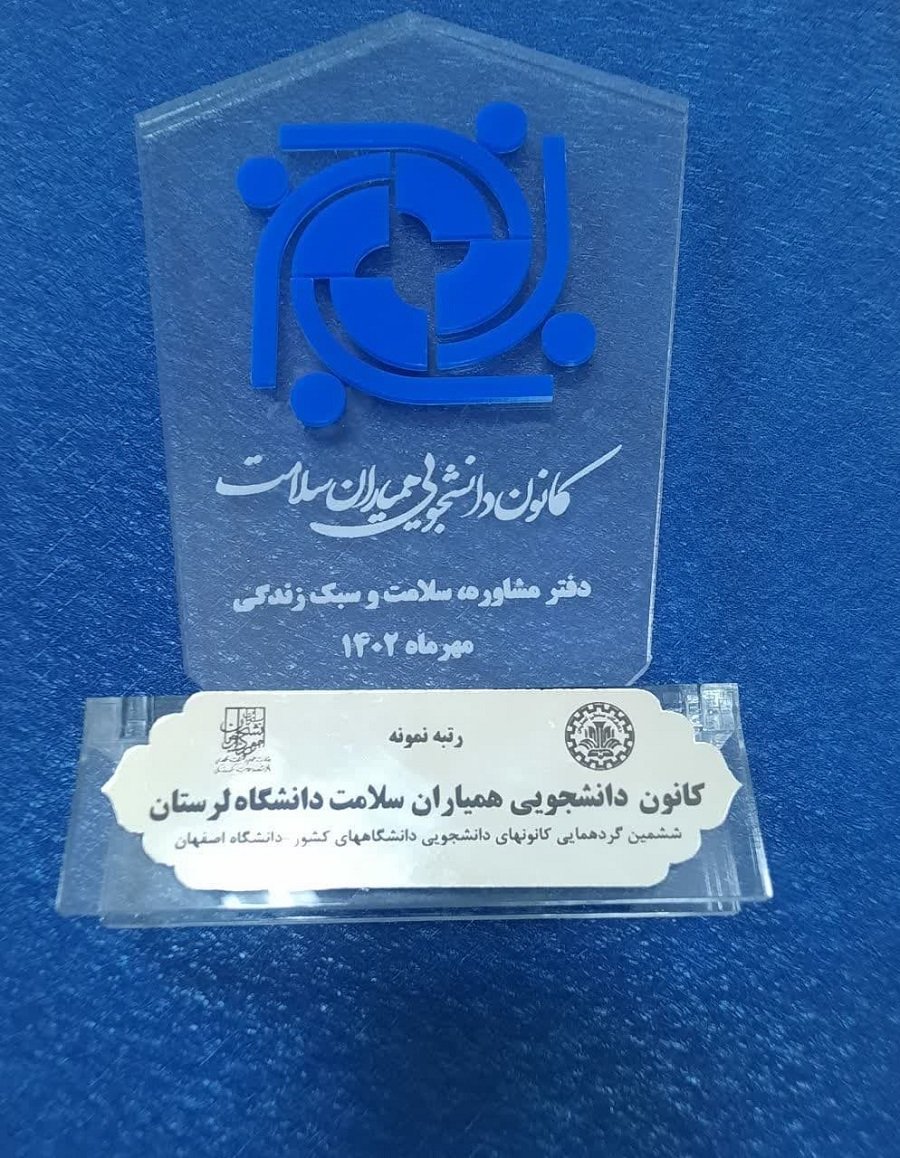 کانون دانشجویی همیاران سلامت
دفتر مشاوره، سلامت و سبک زندگی
مهرماه ۱۴۰۲
رتبه نمونه
کانون دانشجویی همیاران سلامت دانشگاه لرستان
ششمین گردهمایی کانونهای دانشجویی دانشگاههای کشور -دانشگاه اصفهان